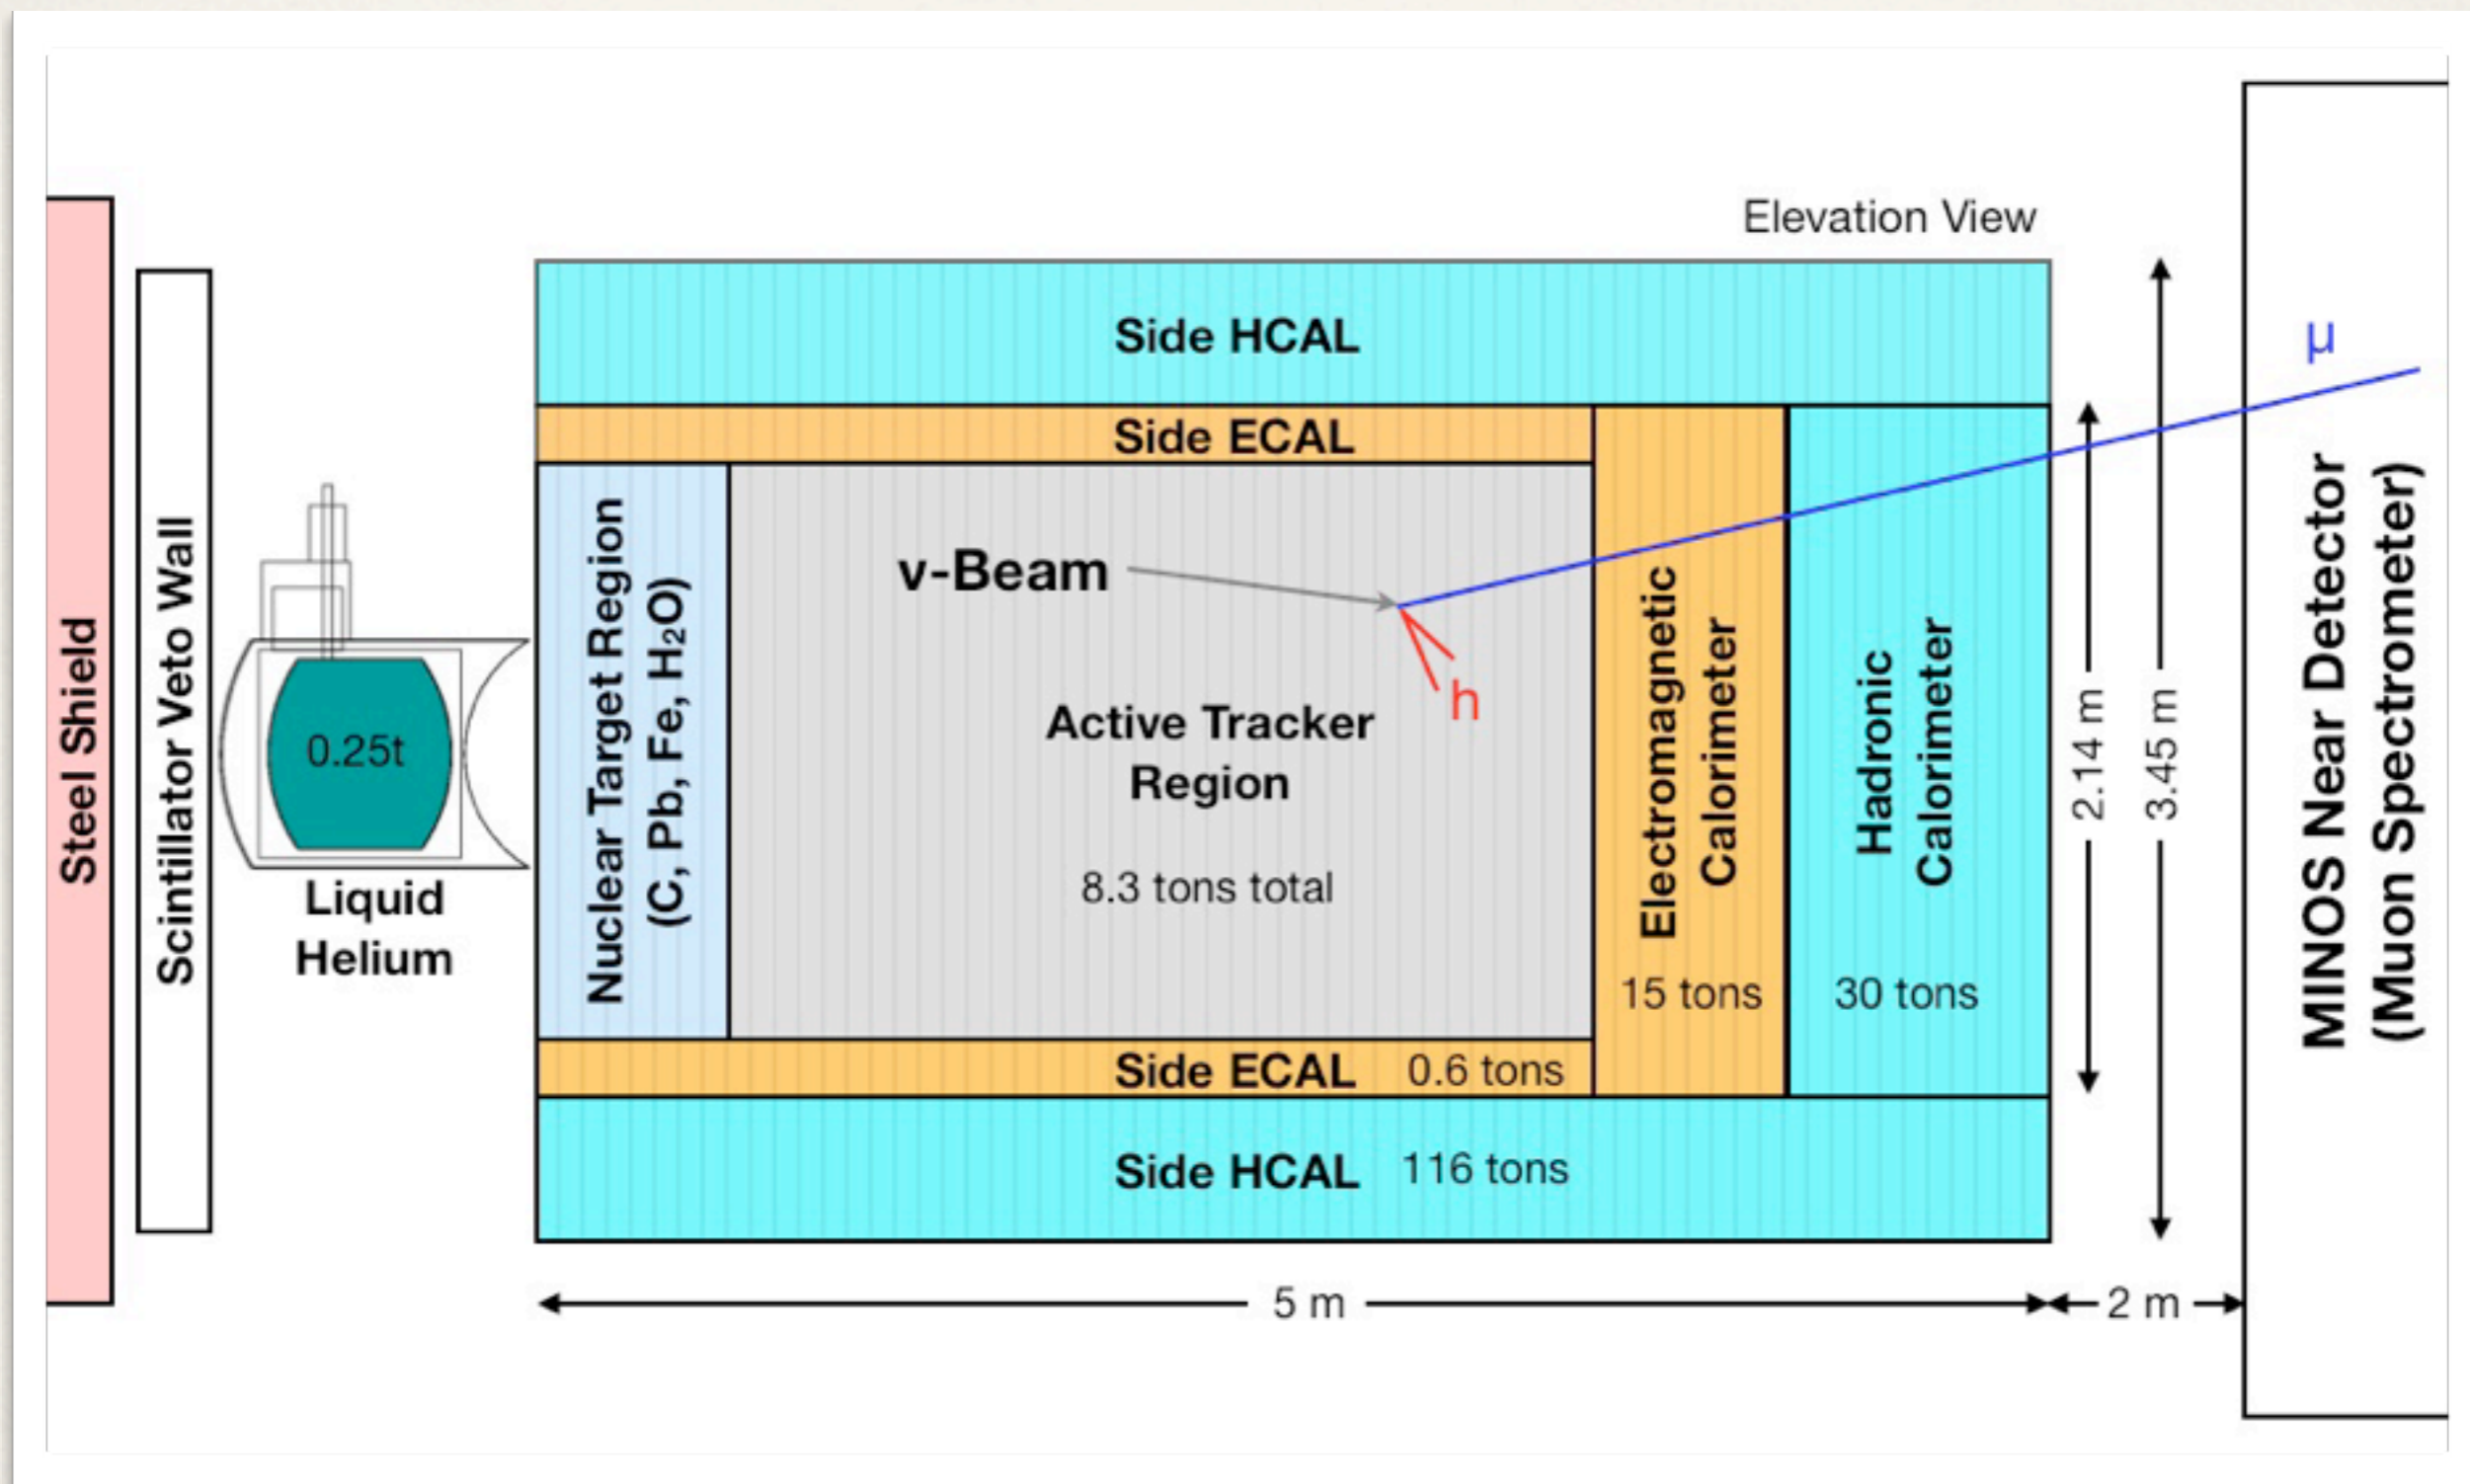 Elevation View
Side HCAL
μ
Side ECAL
Steel Shield
Scintillator Veto Wall
0.25t
Liquid
Helium
Nuclear Target Region
(C, Pb, Fe, H₂O)
ν-Beam
h
Active Tracker
Region
8.3 tons total
Electromagnetic
Calorimeter
15 tons
Hadronic
Calorimeter
30 tons
2.14 m
3.45 m
MINOS Near Detector
(Muon Spectrometer)
Side ECAL 0.6 tons
Side HCAL 116 tons
5 m
2 m